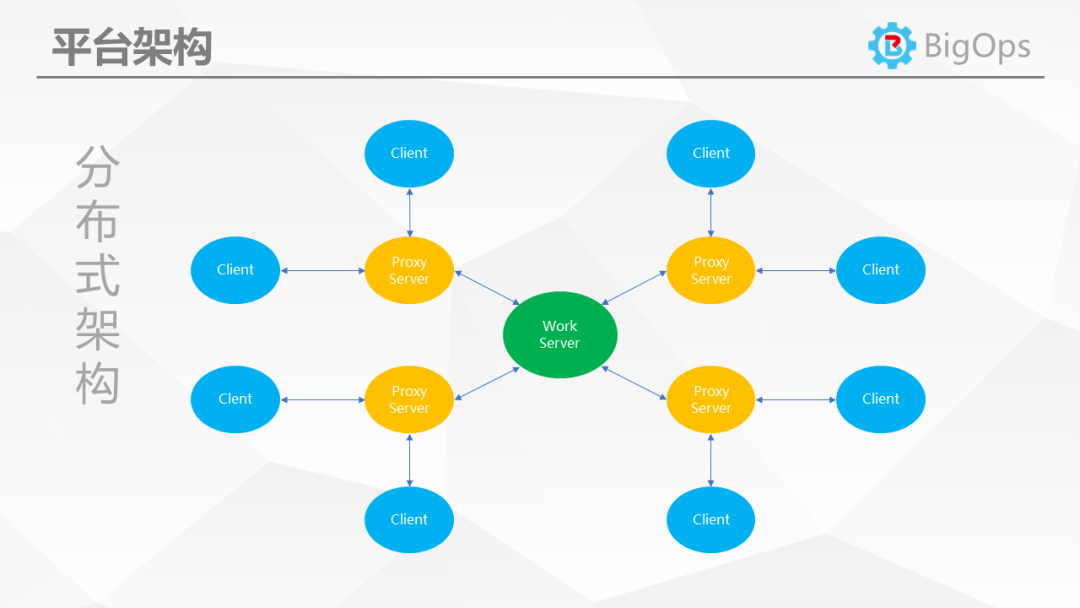 平台架构
BigOps
分布式架构
Client
Client
Client
Proxy
Server
Proxy
Server
Client
Work
Server
Clent
Proxy
Server
Proxy
Server
Client
Client
Client